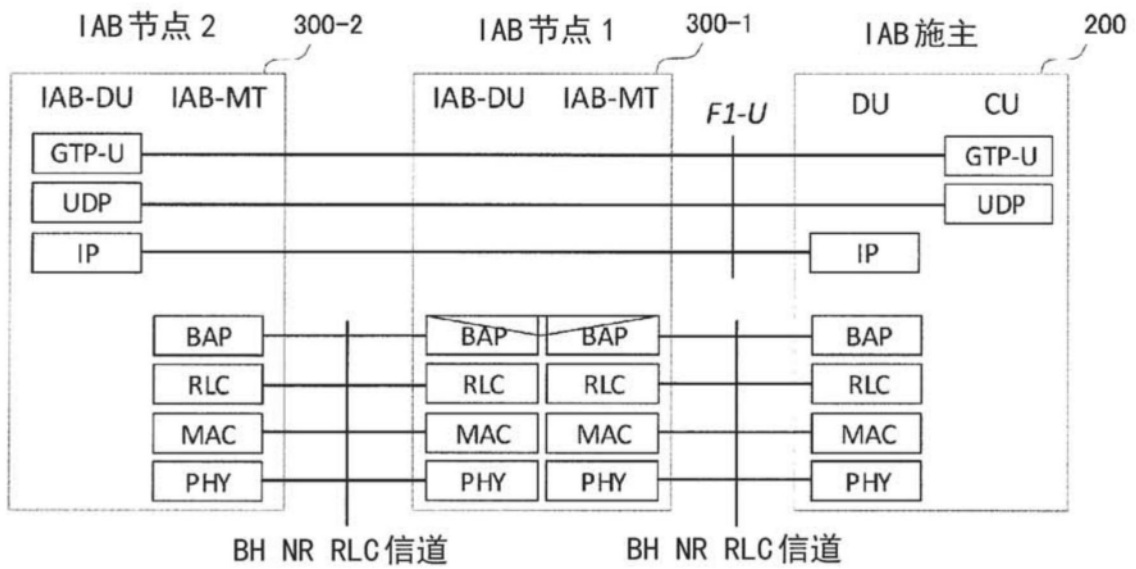 IAB节点2 300-2 IAB节点1 300-1 IAB施主 200
IAB-DU IAB-MT IAB-DU IAB-MT F1-U DU CU
GTP-U GTP-U
UDP UDP
IP IP
BAP BAP BAP BAP
RLC RLC RLC RLC
MAC MAC MAC MAC
PHY PHY PHY PHY
BH NR RLC信道 BH NR RLC信道